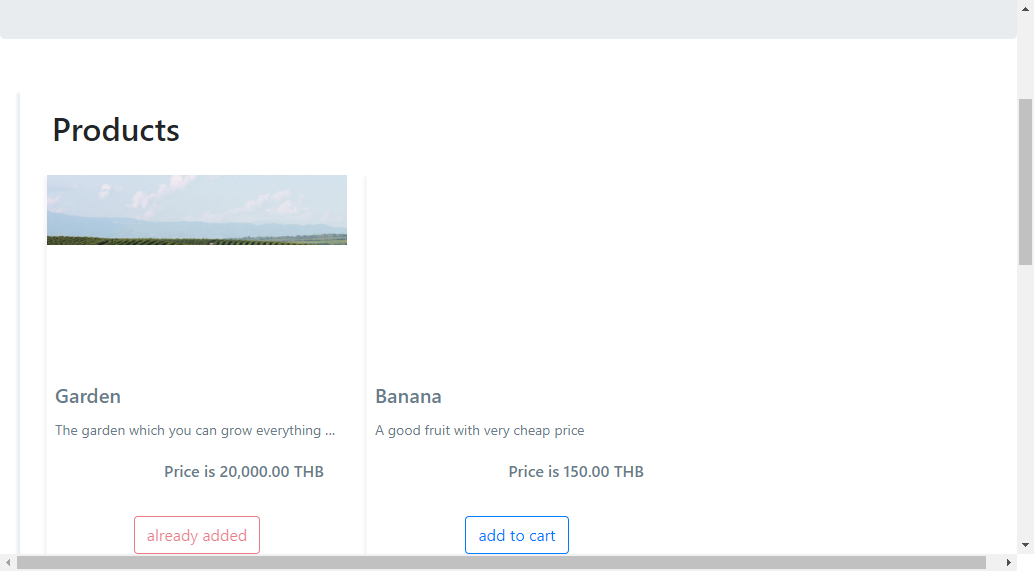 Products
Garden
The garden which you can grow everything ...
Price is 20,000.00 THB
already added
Banana
A good fruit with very cheap price
Price is 150.00 THB
add to cart